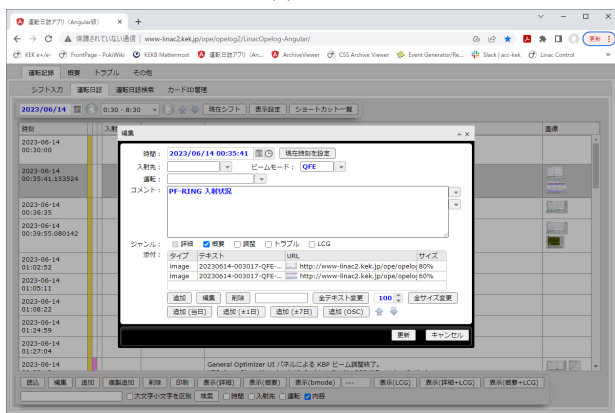 運転日誌アプリ (Angular版)
保護されていない通信 | www-linac2.kek.jp/ope/opelog2/LinacOpelog-Angular/
KEK e+/e- FrontPage - PukiWiki KEKB Mattermost 運転日誌アプリ (An... ArchiveViewer CSS Archive Viewer Event Generator/Re... Slack | acc-kek Linac Control
運転記録 概要 トラブル その他
シフト入力 運転日誌 運転日誌検索 カードID管理
2023/06/14 0:30 - 8:30 現在シフト 表示設定 ショートカット一覧
時刻 入射 画像
2023-06-14
00:30:00
2023-06-14
00:35:41.153524
2023-06-14
00:36:35
2023-06-14
00:39:55.080142
2023-06-14
01:02:52
2023-06-14
01:05:11
2023-06-14
01:08:22
2023-06-14
01:24:59
2023-06-14
01:27:04
2023-06-14
General Optimizer UI パネルによる KBP ビーム調整終了。
編集
時間： 2023/06/14 00:35:41 現在時刻を設定
入射先： ビームモード： QFE
運転：
コメント： PF-RING 入射状況
ジャンル： 詳細 概要 調整 トラブル LCG
添付： タイプ テキスト URL サイズ
image 20230614-003017-QFE-... http://www-linac2.kek.jp/ope/opelog 80%
image 20230614-003017-QFE-... http://www-linac2.kek.jp/ope/opelog 60%
追加 編集 削除 全テキスト変更 100 全サイズ変更
追加 (当日) 追加 (±1日) 追加 (±7日) 追加 (OSC)
更新 キャンセル
読込 編集 追加 複製追加 削除 印刷 表示(詳細) 表示(概要) 表示(bmode) --- 表示(LCG) 表示(詳細+LCG) 表示(概要+LCG)
大文字小文字を区別 検索 時間 入射先 運転 内容